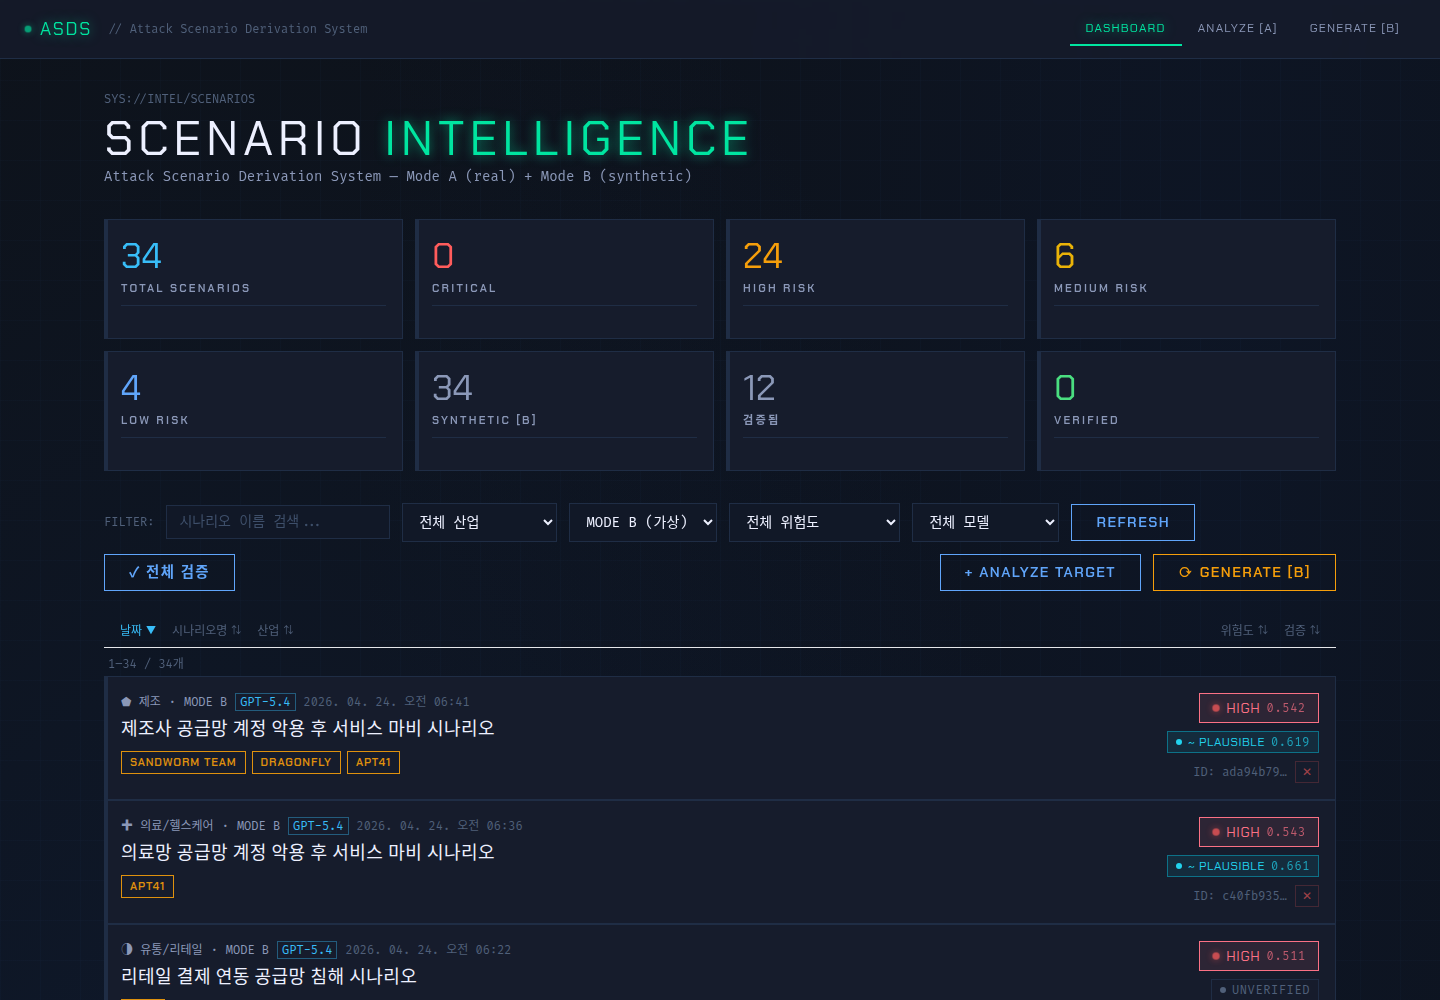 ASDS // Attack Scenario Derivation System DASHBOARD ANALYZE [A] GENERATE [B]
SYS://INTEL/SCENARIOS
SCENARIO INTELLIGENCE
Attack Scenario Derivation System — Mode A (real) + Mode B (synthetic)
34 0 24 6
TOTAL SCENARIOS CRITICAL HIGH RISK MEDIUM RISK
4 34 12 0
LOW RISK SYNTHETIC [B] 검증됨 VERIFIED
FILTER: 시나리오 이름 검색... 전체 산업 MODE B (가상) 전체 위험도 전체 모델 REFRESH
✓ 전체 검증 + ANALYZE TARGET ⟳ GENERATE [B]
날짜 ▼ 시나리오명 ⇅ 산업 ⇅ 위험도 ⇅ 검증 ⇅
1–34 / 34개
⬟ 제조 · MODE B GPT-5.4 2026. 04. 24. 오전 06:41 HIGH 0.542
제조사 공급망 계정 악용 후 서비스 마비 시나리오 ~ PLAUSIBLE 0.619
SANDWORM TEAM DRAGONFLY APT41 ID: ada94b79… ✕
✚ 의료/헬스케어 · MODE B GPT-5.4 2026. 04. 24. 오전 06:36 HIGH 0.543
의료망 공급망 계정 악용 후 서비스 마비 시나리오 ~ PLAUSIBLE 0.661
APT41 ID: c40fb935… ✕
◑ 유통/리테일 · MODE B GPT-5.4 2026. 04. 24. 오전 06:22 HIGH 0.511
리테일 결제 연동 공급망 침해 시나리오 UNVERIFIED